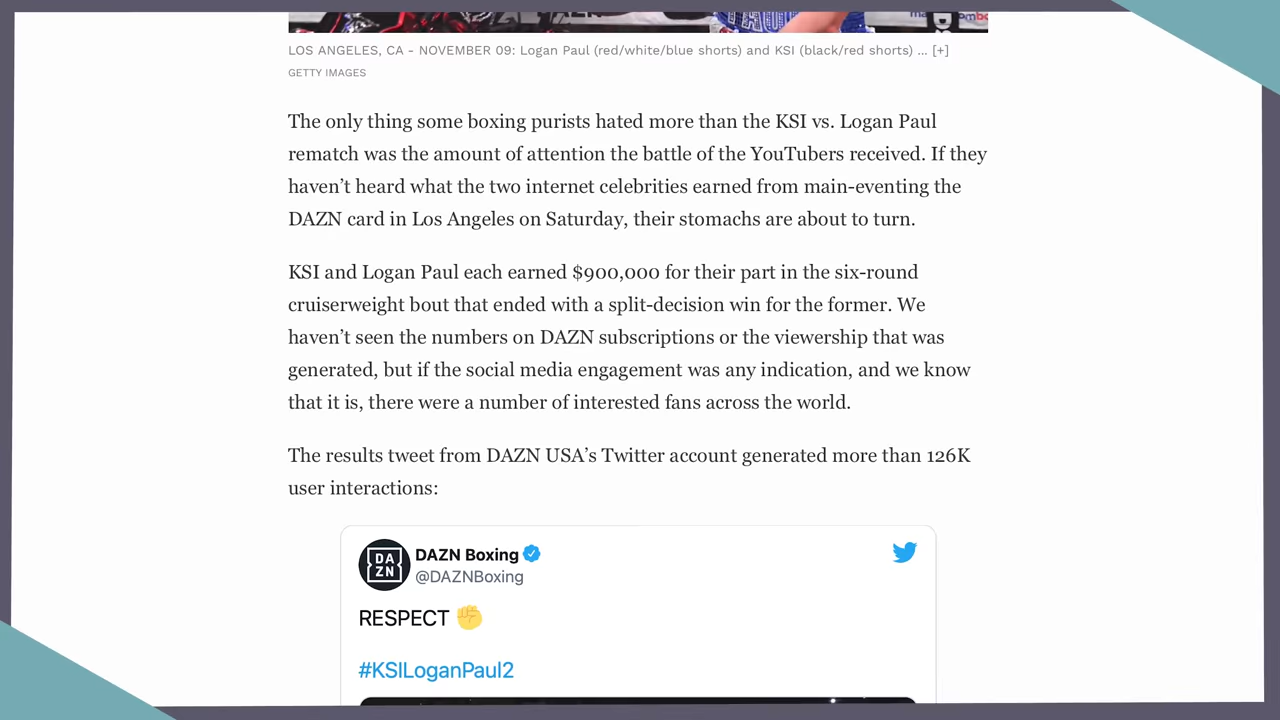 LOS ANGELES, CA - NOVEMBER 09: Logan Paul (red/white/blue shorts) and KSI (black/red shorts) ... [+]
GETTY IMAGES
The only thing some boxing purists hated more than the KSI vs. Logan Paul
rematch was the amount of attention the battle of the YouTubers received. If they
haven’t heard what the two internet celebrities earned from main-eventing the
DAZN card in Los Angeles on Saturday, their stomachs are about to turn.
KSI and Logan Paul each earned $900,000 for their part in the six-round
cruiserweight bout that ended with a split-decision win for the former. We
haven’t seen the numbers on DAZN subscriptions or the viewership that was
generated, but if the social media engagement was any indication, and we know
that it is, there were a number of interested fans across the world.
The results tweet from DAZN USA’s Twitter account generated more than 126K
user interactions:
DA
ZN
DAZN Boxing
@DAZNBoxing
RESPECT ✊
#KSILoganPaul2